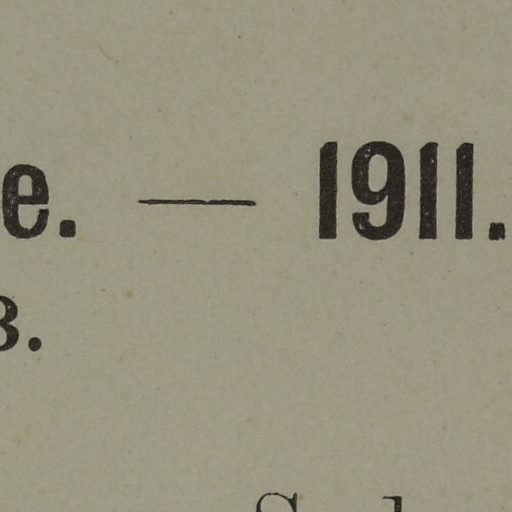 e. — 1911.
3.